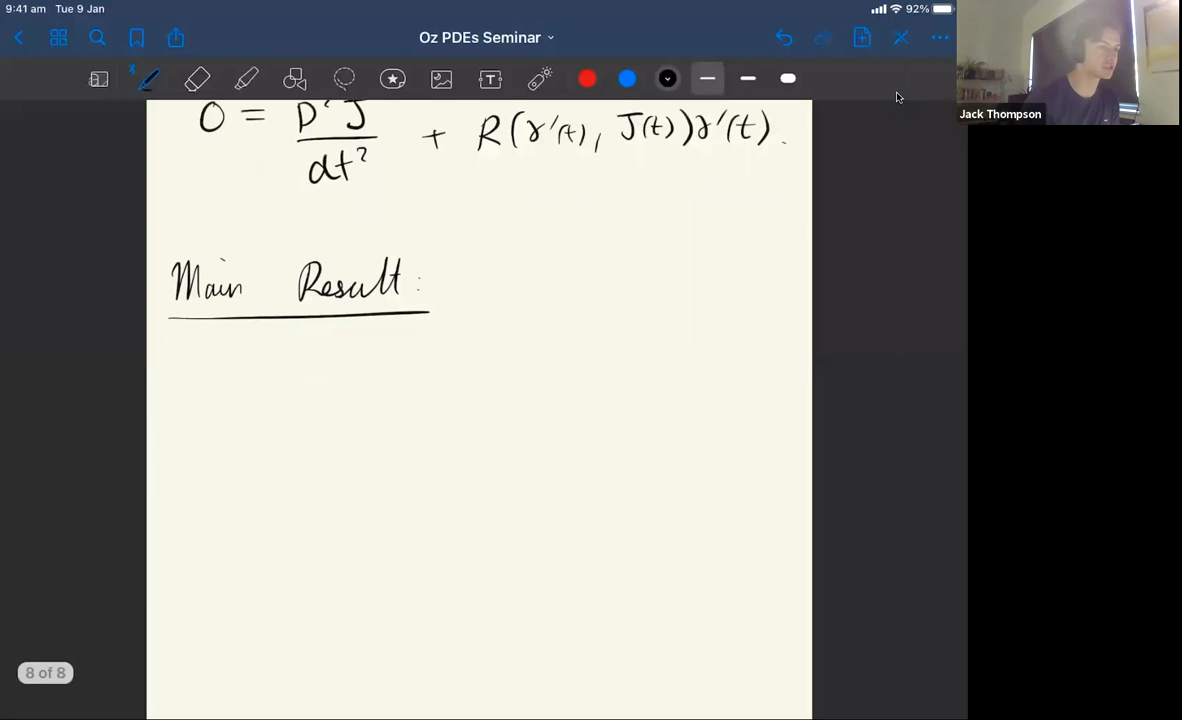 9:41 am Tue 9 Jan
92%
Oz PDEs Seminar
T
Jack Thompson
0 = D²J/dt² + R(γ'(t), J(t))γ'(t).
Main Result:
8 of 8